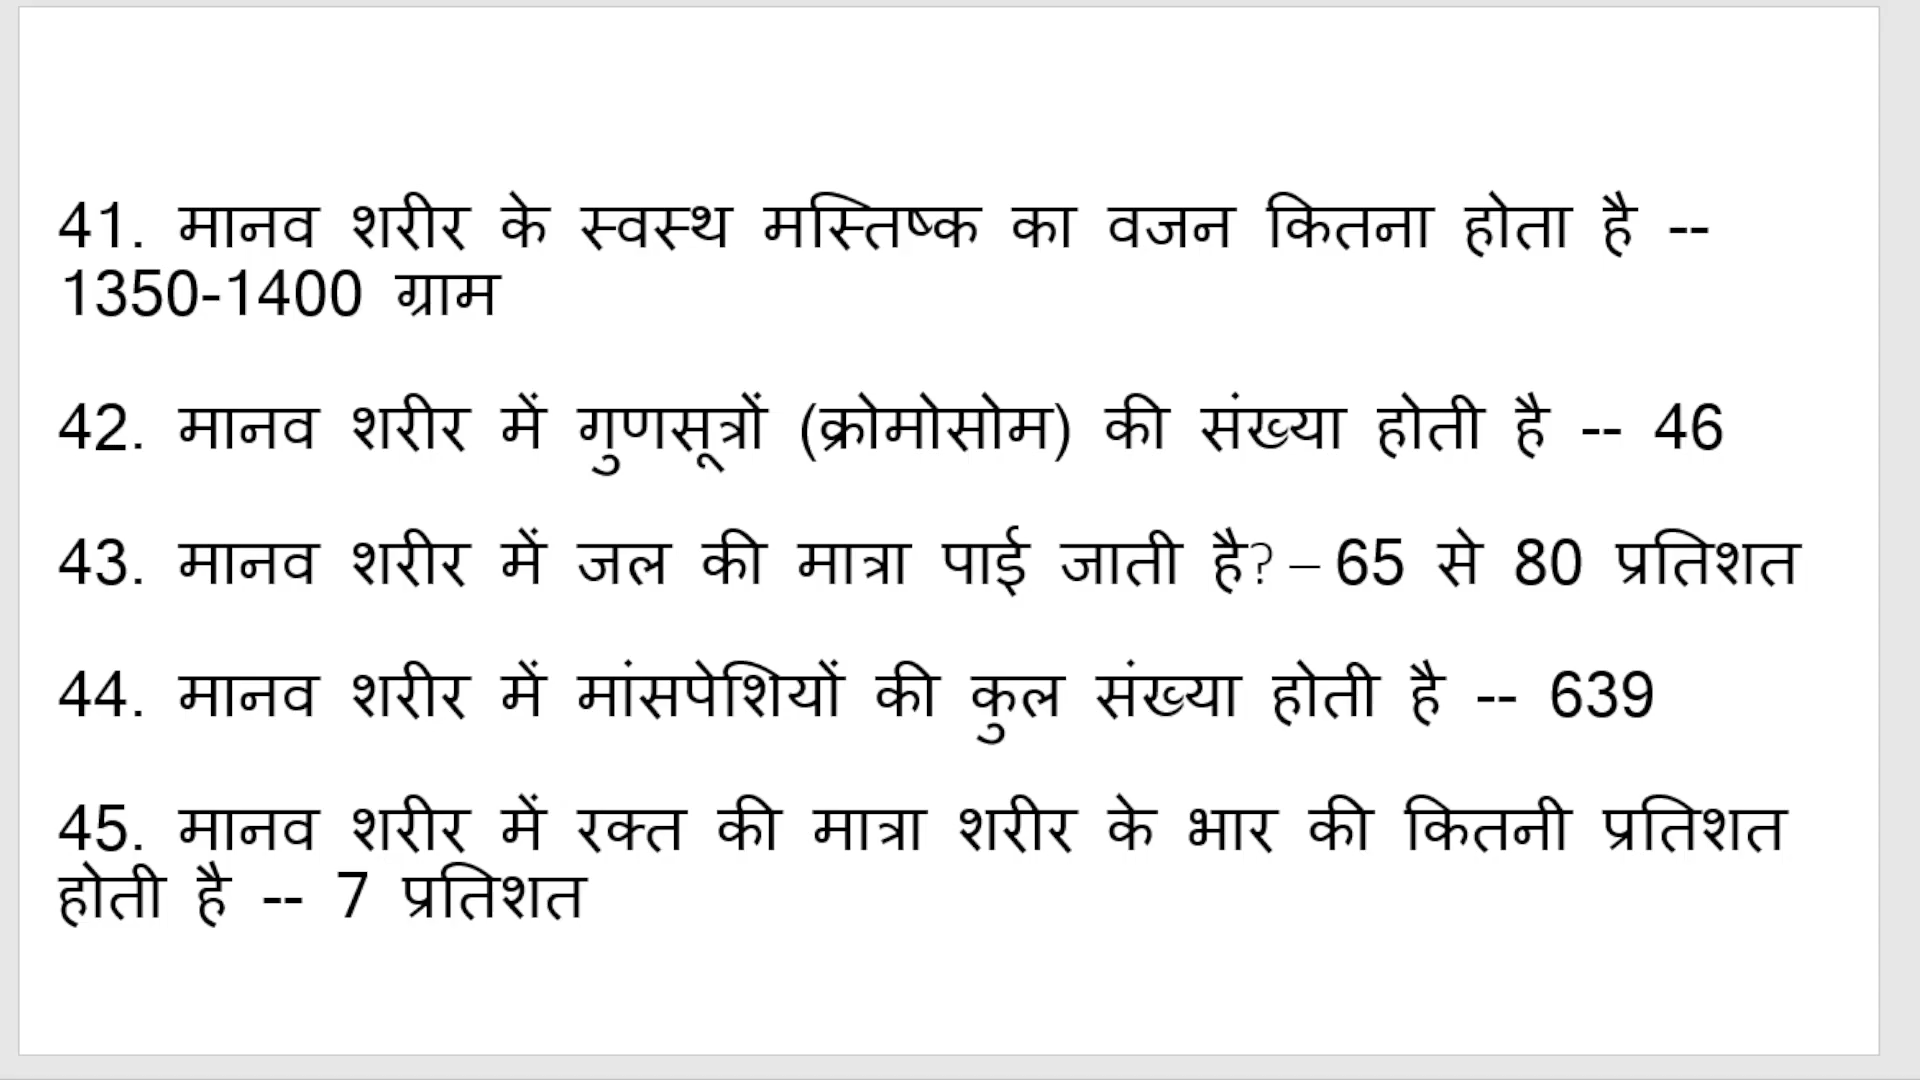 41. मानव शरीर के स्वस्थ मस्तिष्क का वजन कितना होता है --
1350-1400 ग्राम
42. मानव शरीर में गुणसूत्रों (क्रोमोसोम) की संख्या होती है -- 46
43. मानव शरीर में जल की मात्रा पाई जाती है? – 65 से 80 प्रतिशत
44. मानव शरीर में मांसपेशियों की कुल संख्या होती है -- 639
45. मानव शरीर में रक्त की मात्रा शरीर के भार की कितनी प्रतिशत
होती है -- 7 प्रतिशत